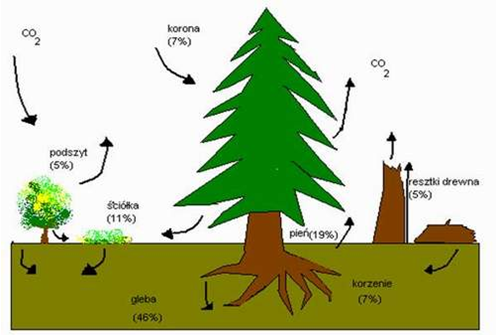 CO2
korona
(7%)
CO2
podszyt
(5%)
resztki drewna
(5%)
ściółka
(11%)
pień(19%)
korzenie
(7%)
gleba
(46%)